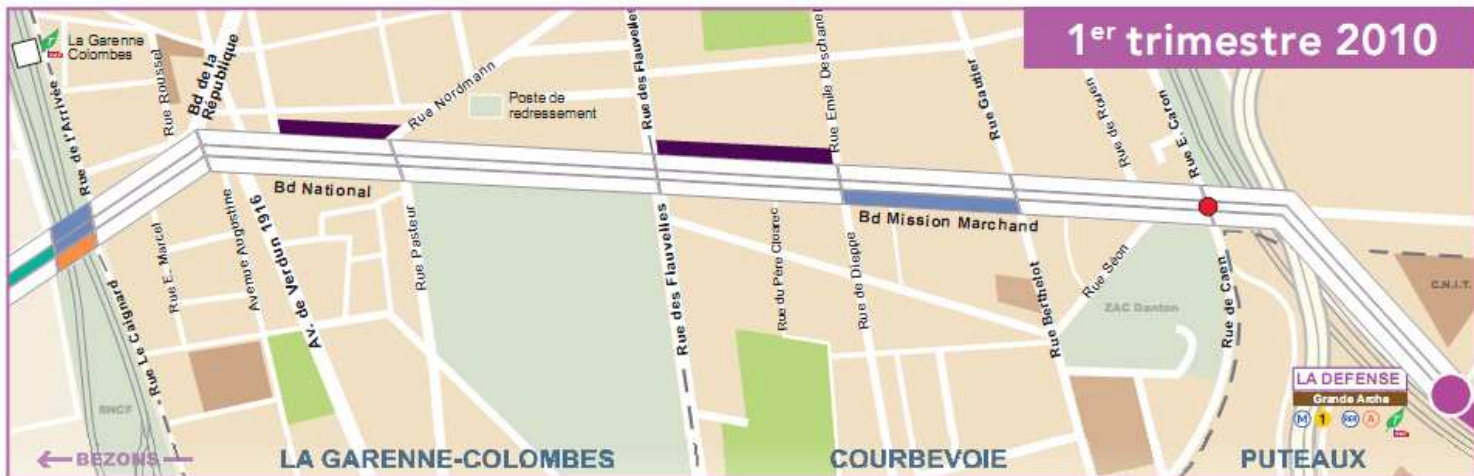 1er trimestre 2010
La Garenne
Colombes
Rue de l'Arrivée
Rue Roussel
Bd de la
République
Rue Nordmann
Poste de
redressement
Rue des Flauvelles
Rue Emile Deschanel
Rue Gautier
Rue de Rouen
Rue E. Caron
Bd National
Bd Mission Marchand
Rue Le Caignard
Rue E. Marcel
Avenue Augustine
Av. de Verdun 1916
Rue Pasteur
Rue des Flauvelles
Rue du Père Cloarec
Rue de Dieppe
Rue Berthelot
Rue Séon
ZAC Danton
Rue de Caen
C.N.I.T.
LA DEFENSE
Grande Arche
M 1 RER A
SNCF
BEZONS
LA GARENNE-COLOMBES
COURBEVOIE
PUTEAUX